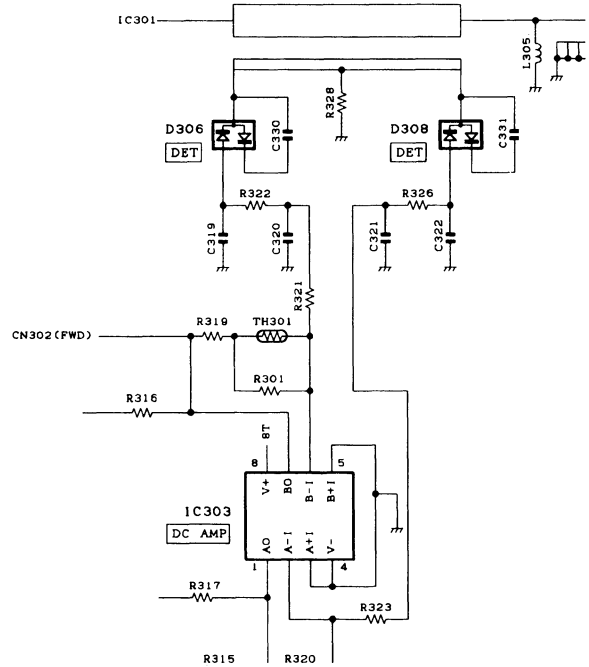 IC301
L305
R328
D306
DET
C330
D308
DET
C331
R322
R326
C319
C320
C321
C322
R321
CN302(FWD)
R319
TH301
R301
R316
8T
8
5
V+
BO
B-I
B+I
IC303
DC AMP
AO
A-I
A+I
V-
1
4
R317
R323
R315
R320